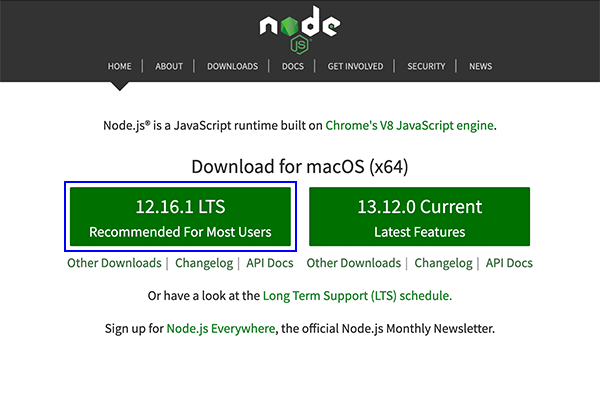 node
JS
HOME | ABOUT | DOWNLOADS | DOCS | GET INVOLVED | SECURITY | NEWS
Node.js® is a JavaScript runtime built on Chrome's V8 JavaScript engine.
Download for macOS (x64)
12.16.1 LTS
Recommended For Most Users
13.12.0 Current
Latest Features
Other Downloads | Changelog | API Docs
Other Downloads | Changelog | API Docs
Or have a look at the Long Term Support (LTS) schedule.
Sign up for Node.js Everywhere, the official Node.js Monthly Newsletter.